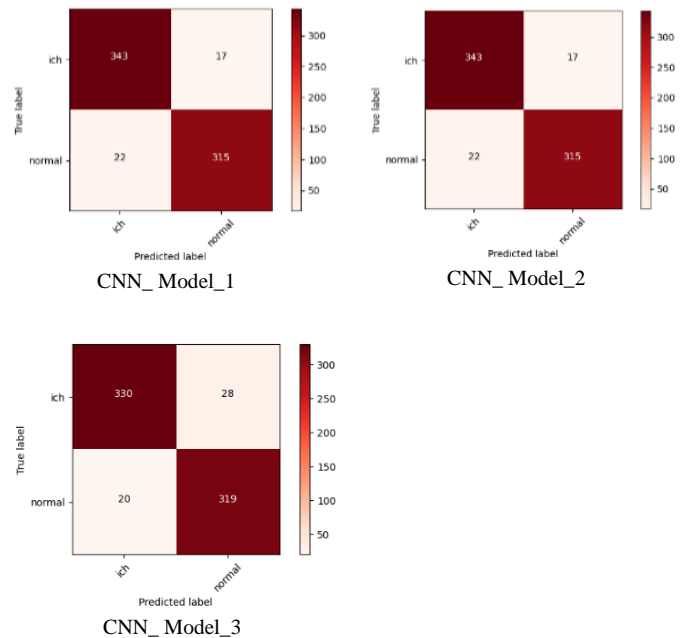 300
ich
343
17
250
True label
200
150
normal
22
315
100
50
ich
normal
Predicted label
CNN_ Model_1
300
ich
343
17
250
True label
200
150
normal
22
315
100
50
ich
normal
Predicted label
CNN_ Model_2
300
ich
330
28
250
True label
200
150
normal
20
319
100
50
ich
normal
Predicted label
CNN_ Model_3